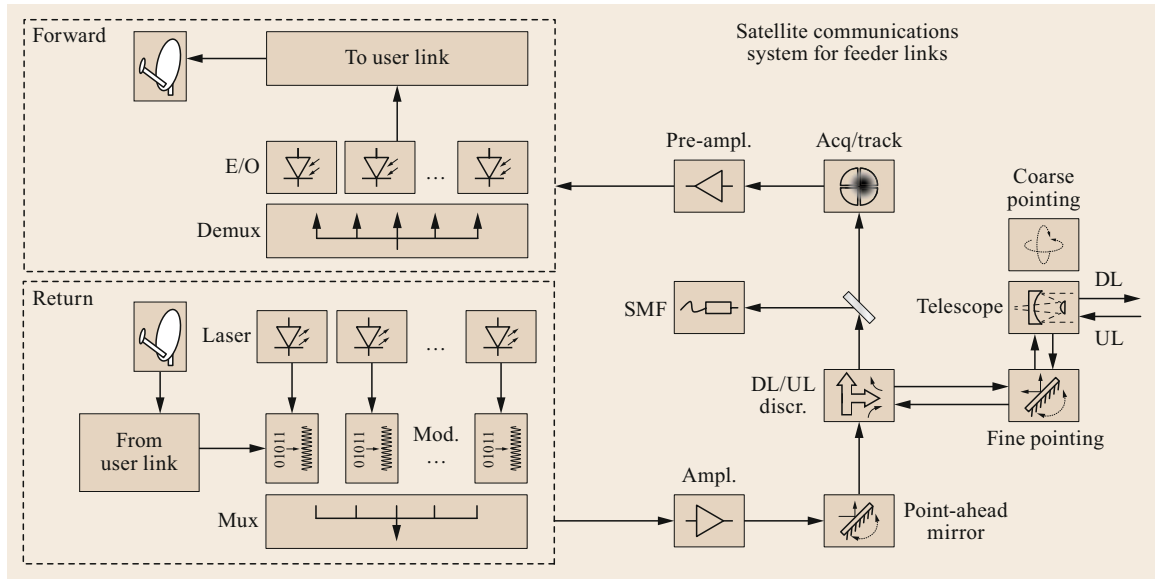 Forward
To user link
E/O
...
Demux
Satellite communications
system for feeder links
Pre-ampl.
Acq/track
Coarse
pointing
SMF
Telescope
DL
UL
DL/UL
discr.
Fine pointing
Return
Laser
...
From
user link
01011
01011
Mod.
...
01011
Mux
Ampl.
Point-ahead
mirror